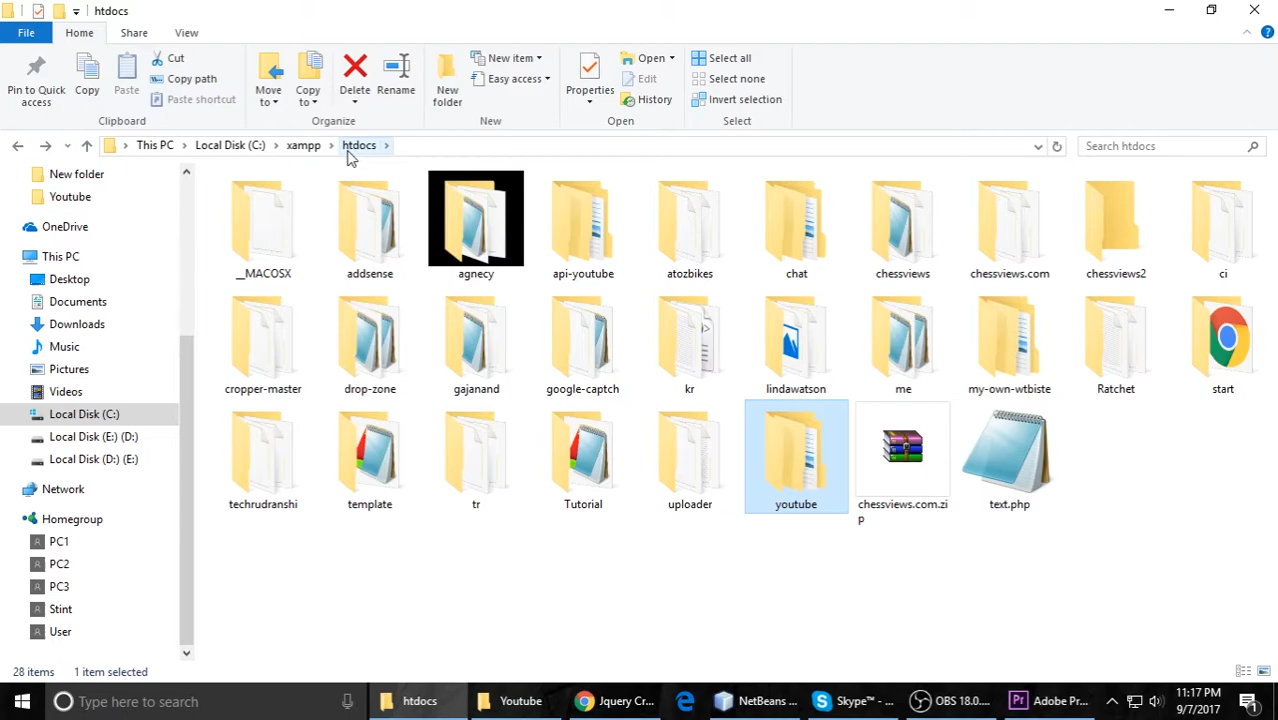 htdocs
File Home Share View
Pin to Quick access
Copy
Paste
Cut
Copy path
Paste shortcut
Clipboard
Move to
Copy to
Delete
Rename
Organize
New folder
New item
Easy access
New
Properties
Open
Edit
History
Open
Select all
Select none
Invert selection
Select
This PC Local Disk (C:) xampp htdocs
Search htdocs
New folder
Youtube
OneDrive
This PC
Desktop
Documents
Downloads
Music
Pictures
Videos
Local Disk (C:)
Local Disk (E:) (D:)
Local Disk (D:) (E:)
Network
Homegroup
PC1
PC2
PC3
Stint
User
__MACOSX addsense agnecy api-youtube atozbikes chat chessviews chessviews.com chessviews2 ci
cropper-master drop-zone gajanand google-captch kr lindawatson me my-own-wtbiste Ratchet start
techrudranshi template tr Tutorial uploader youtube chessviews.com.zip text.php
28 items 1 item selected
Type here to search
htdocs
Youtube
Jquery Cr...
NetBeans ...
Skype™ - ...
OBS 18.0....
Adobe Pr...
11:17 PM
9/7/2017
1